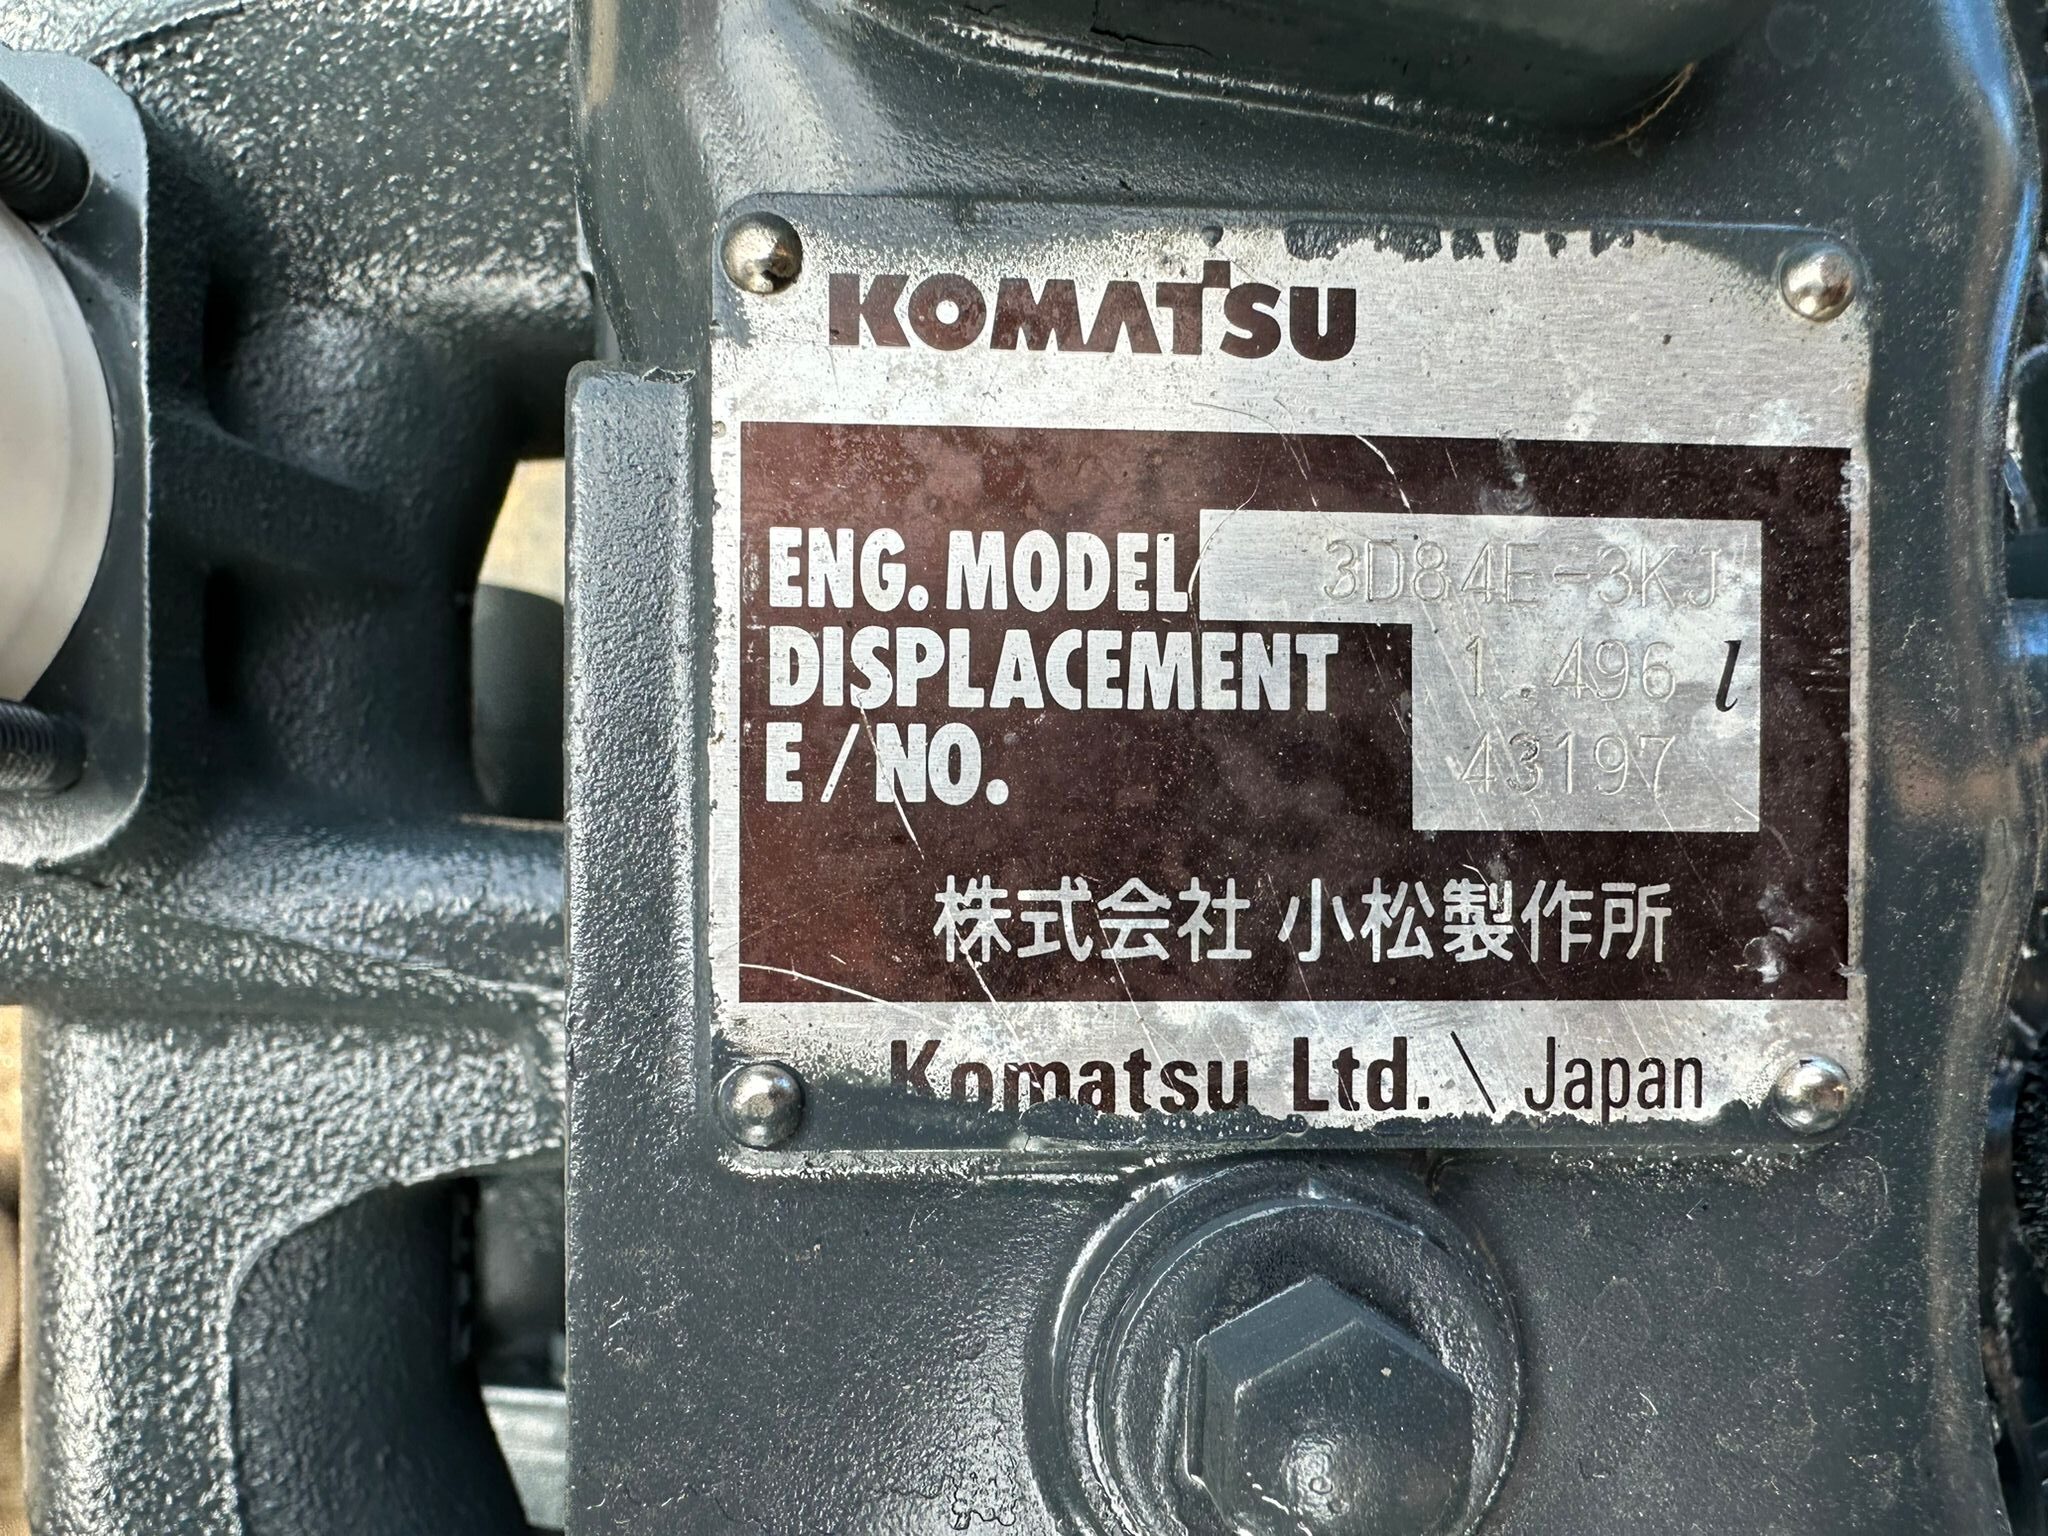 KOMATSU
ENG. MODEL 3D84E-3KJ
DISPLACEMENT 1.496 l
E/NO. 43197
株式会社 小松製作所
Komatsu Ltd. \ Japan